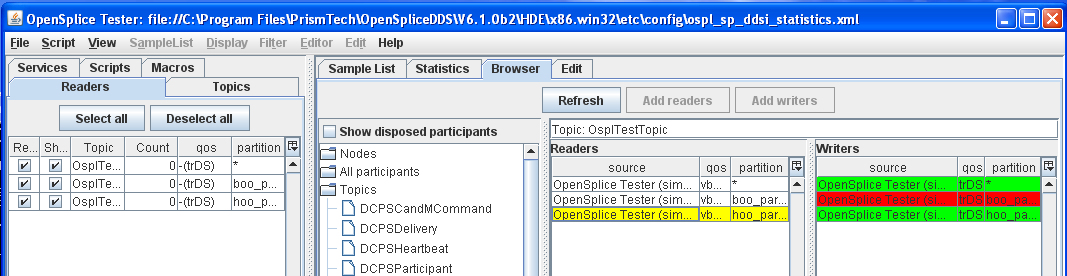 OpenSplice Tester: file://C:\Program Files\PrismTech\OpenSpliceDDS\V6.1.0b2\HDE\x86.win32\etc\config\ospl_sp_ddsi_statistics.xml
File Script View SampleList Display Filter Editor Edit Help
Services Scripts Macros
Readers Topics
Select all Deselect all
Re... Sh... Topic Count qos partition
OsplTe... 0 -(trDS) *
OsplTe... 0 -(trDS) boo_p...
OsplTe... 0 -(trDS) hoo_p...
Sample List Statistics Browser Edit
Refresh Add readers Add writers
Show disposed participants
Nodes
All participants
Topics
DCPSCandMCommand
DCPSDelivery
DCPSHeartbeat
DCPSParticipant
Topic: OsplTestTopic
Readers
source qos partition
OpenSplice Tester (sim... vb... *
OpenSplice Tester (sim... vb... boo_par...
OpenSplice Tester (sim... vb... hoo_par...
Writers
source qos partition
OpenSplice Tester (si... trDS *
OpenSplice Tester (si... trDS boo_pa...
OpenSplice Tester (si... trDS hoo_pa...